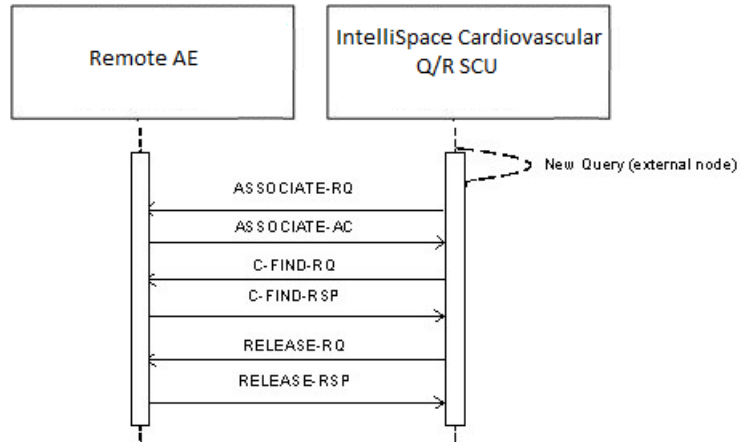 Remote AE
IntelliSpace Cardiovascular
Q/R SCU
New Query (external node)
ASSOCIATE-RQ
ASSOCIATE-AC
C-FIND-RQ
C-FIND-RSP
RELEASE-RQ
RELEASE-RSP